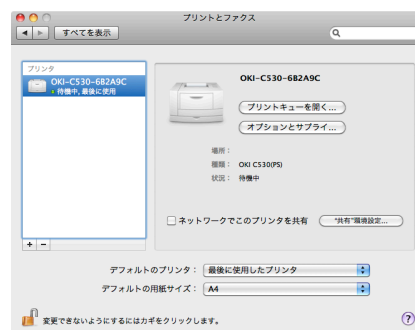 プリントとファクス
すべてを表示
プリンタ
OKI-C530-6B2A9C
待機中, 最後に使用
OKI-C530-6B2A9C
プリントキューを開く...
オプションとサプライ...
場所：
種類： OKI C530(PS)
状況： 待機中
ネットワークでこのプリンタを共有
"共有"環境設定...
+ −
デフォルトのプリンタ： 最後に使用したプリンタ
デフォルトの用紙サイズ： A4
変更できないようにするにはカギをクリックします。
?